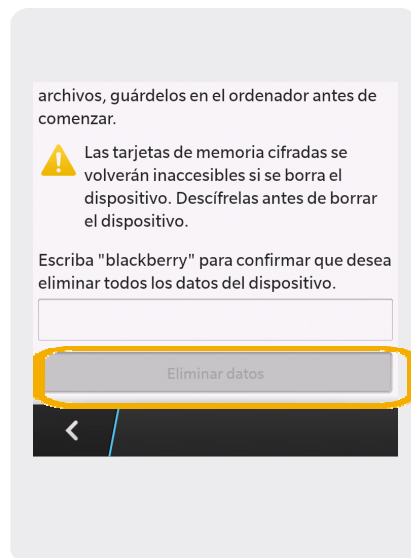 archivos, guárdelos en el ordenador antes de
comenzar.
Las tarjetas de memoria cifradas se
volverán inaccesibles si se borra el
dispositivo. Descífrelas antes de borrar
el dispositivo.
Escriba "blackberry" para confirmar que desea
eliminar todos los datos del dispositivo.
Eliminar datos